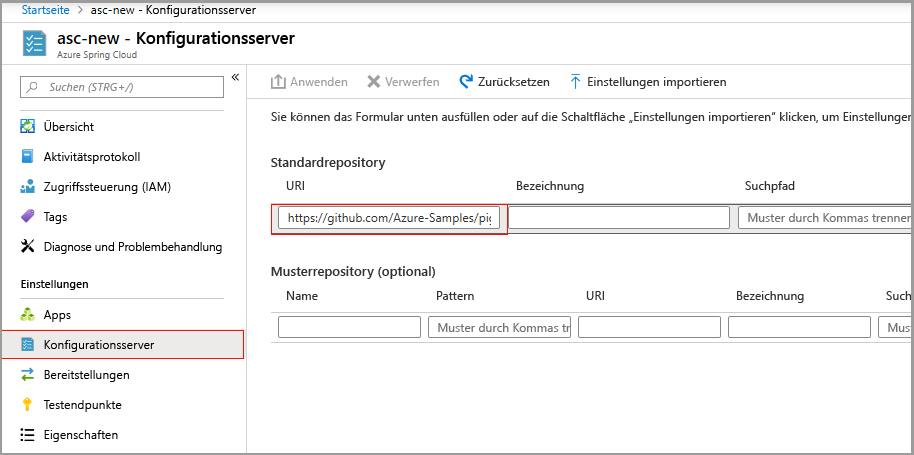 Startseite > asc-new - Konfigurationsserver
asc-new - Konfigurationsserver
Azure Spring Cloud
Suchen (STRG+/)
«
Übersicht
Aktivitätsprotokoll
Zugriffssteuerung (IAM)
Tags
Diagnose und Problembehandlung
Einstellungen
Apps
Konfigurationsserver
Bereitstellungen
Testendpunkte
Eigenschaften
Anwenden Verwerfen Zurücksetzen Einstellungen importieren
Sie können das Formular unten ausfüllen oder auf die Schaltfläche „Einstellungen importieren“ klicken, um Einstellungen
Standardrepository
URI Bezeichnung Suchpfad
https://github.com/Azure-Samples/pig Muster durch Kommas trennen
Musterrepository (optional)
Name Pattern URI Bezeichnung Such
Muster durch Kommas tr Must